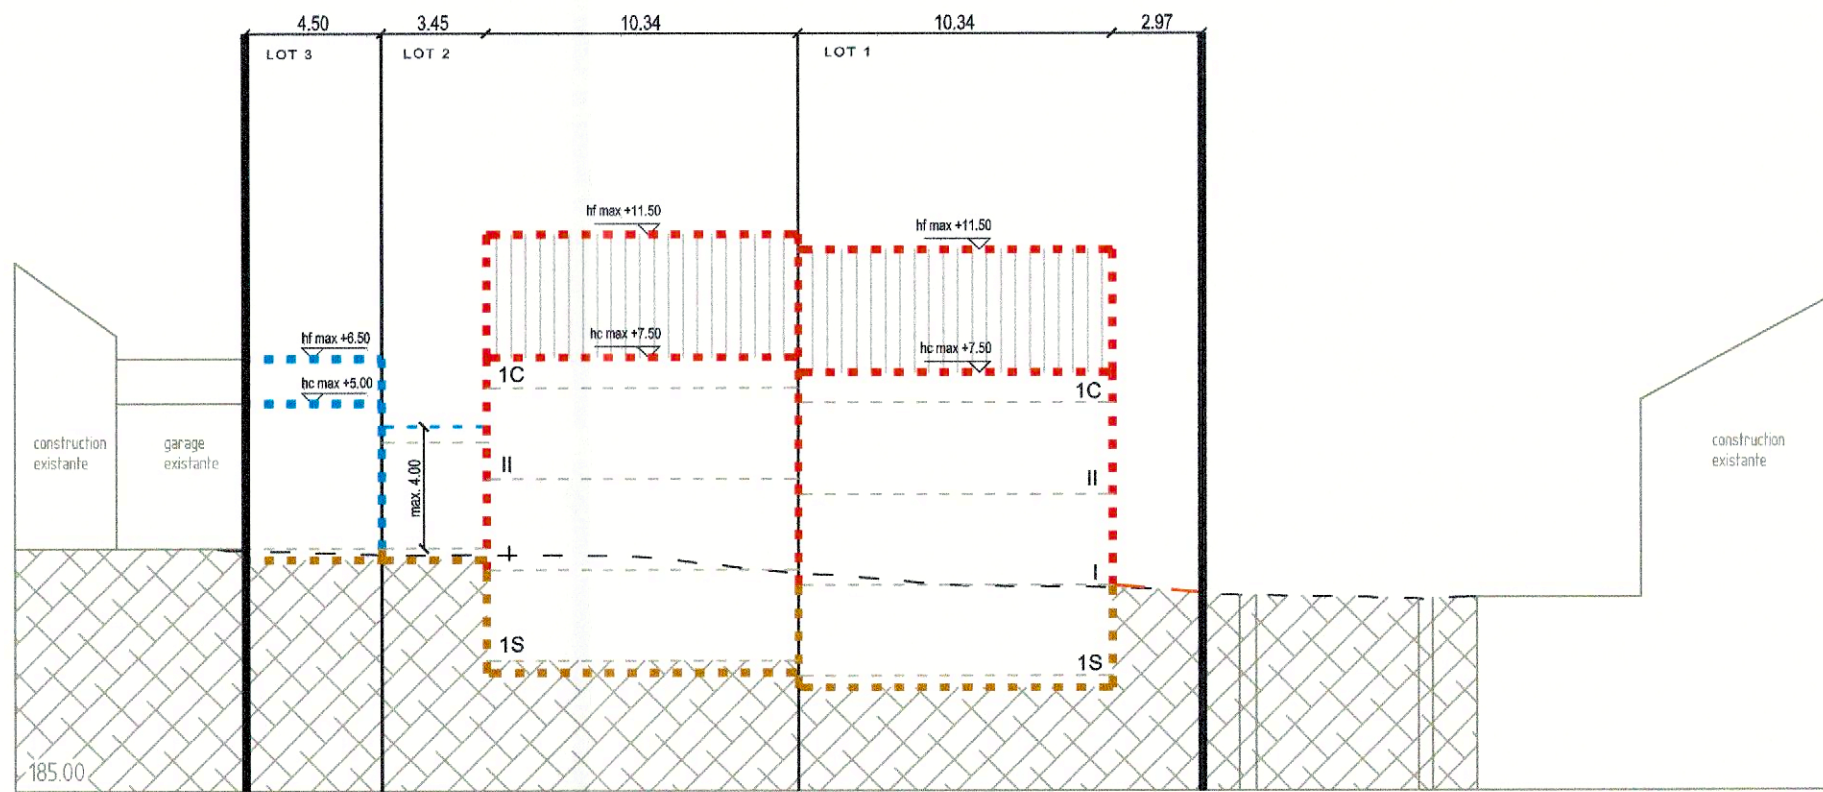 4.50
3.45
10.34
10.34
2.97
LOT 3
LOT 2
LOT 1
hf max +11.50
hf max +11.50
hf max +6.50
hc max +7.50
hc max +7.50
hc max +5.00
1C
1C
construction
existante
garage
existante
max. 4.00
II
II
construction
existante
I
I
1S
1S
185.00